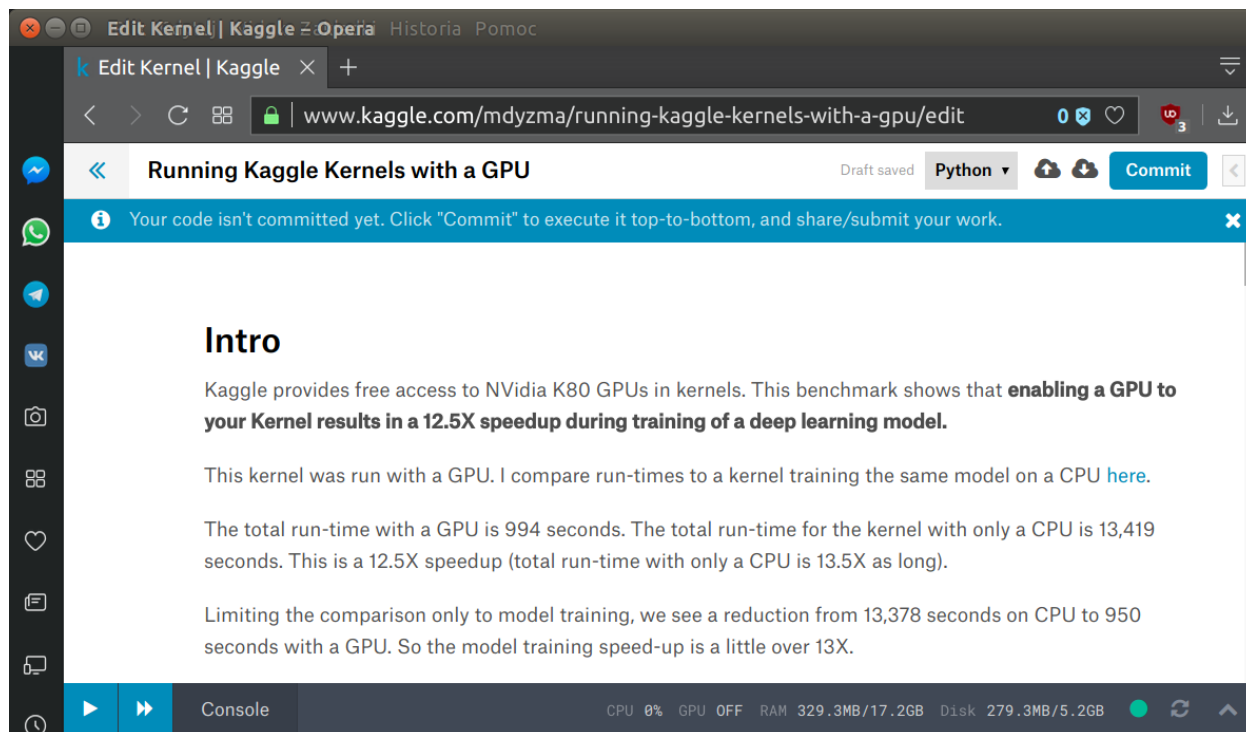 Edit Kernel | Kaggle - Opera Historia Pomoc
k Edit Kernel | Kaggle
www.kaggle.com/mdyzma/running-kaggle-kernels-with-a-gpu/edit 0
3
Running Kaggle Kernels with a GPU Draft saved Python Commit
Your code isn't committed yet. Click "Commit" to execute it top-to-bottom, and share/submit your work.
Intro
Kaggle provides free access to NVidia K80 GPUs in kernels. This benchmark shows that enabling a GPU to
your Kernel results in a 12.5X speedup during training of a deep learning model.
This kernel was run with a GPU. I compare run-times to a kernel training the same model on a CPU here.
The total run-time with a GPU is 994 seconds. The total run-time for the kernel with only a CPU is 13,419
seconds. This is a 12.5X speedup (total run-time with only a CPU is 13.5X as long).
Limiting the comparison only to model training, we see a reduction from 13,378 seconds on CPU to 950
seconds with a GPU. So the model training speed-up is a little over 13X.
Console CPU 0% GPU OFF RAM 329.3MB/17.2GB Disk 279.3MB/5.2GB